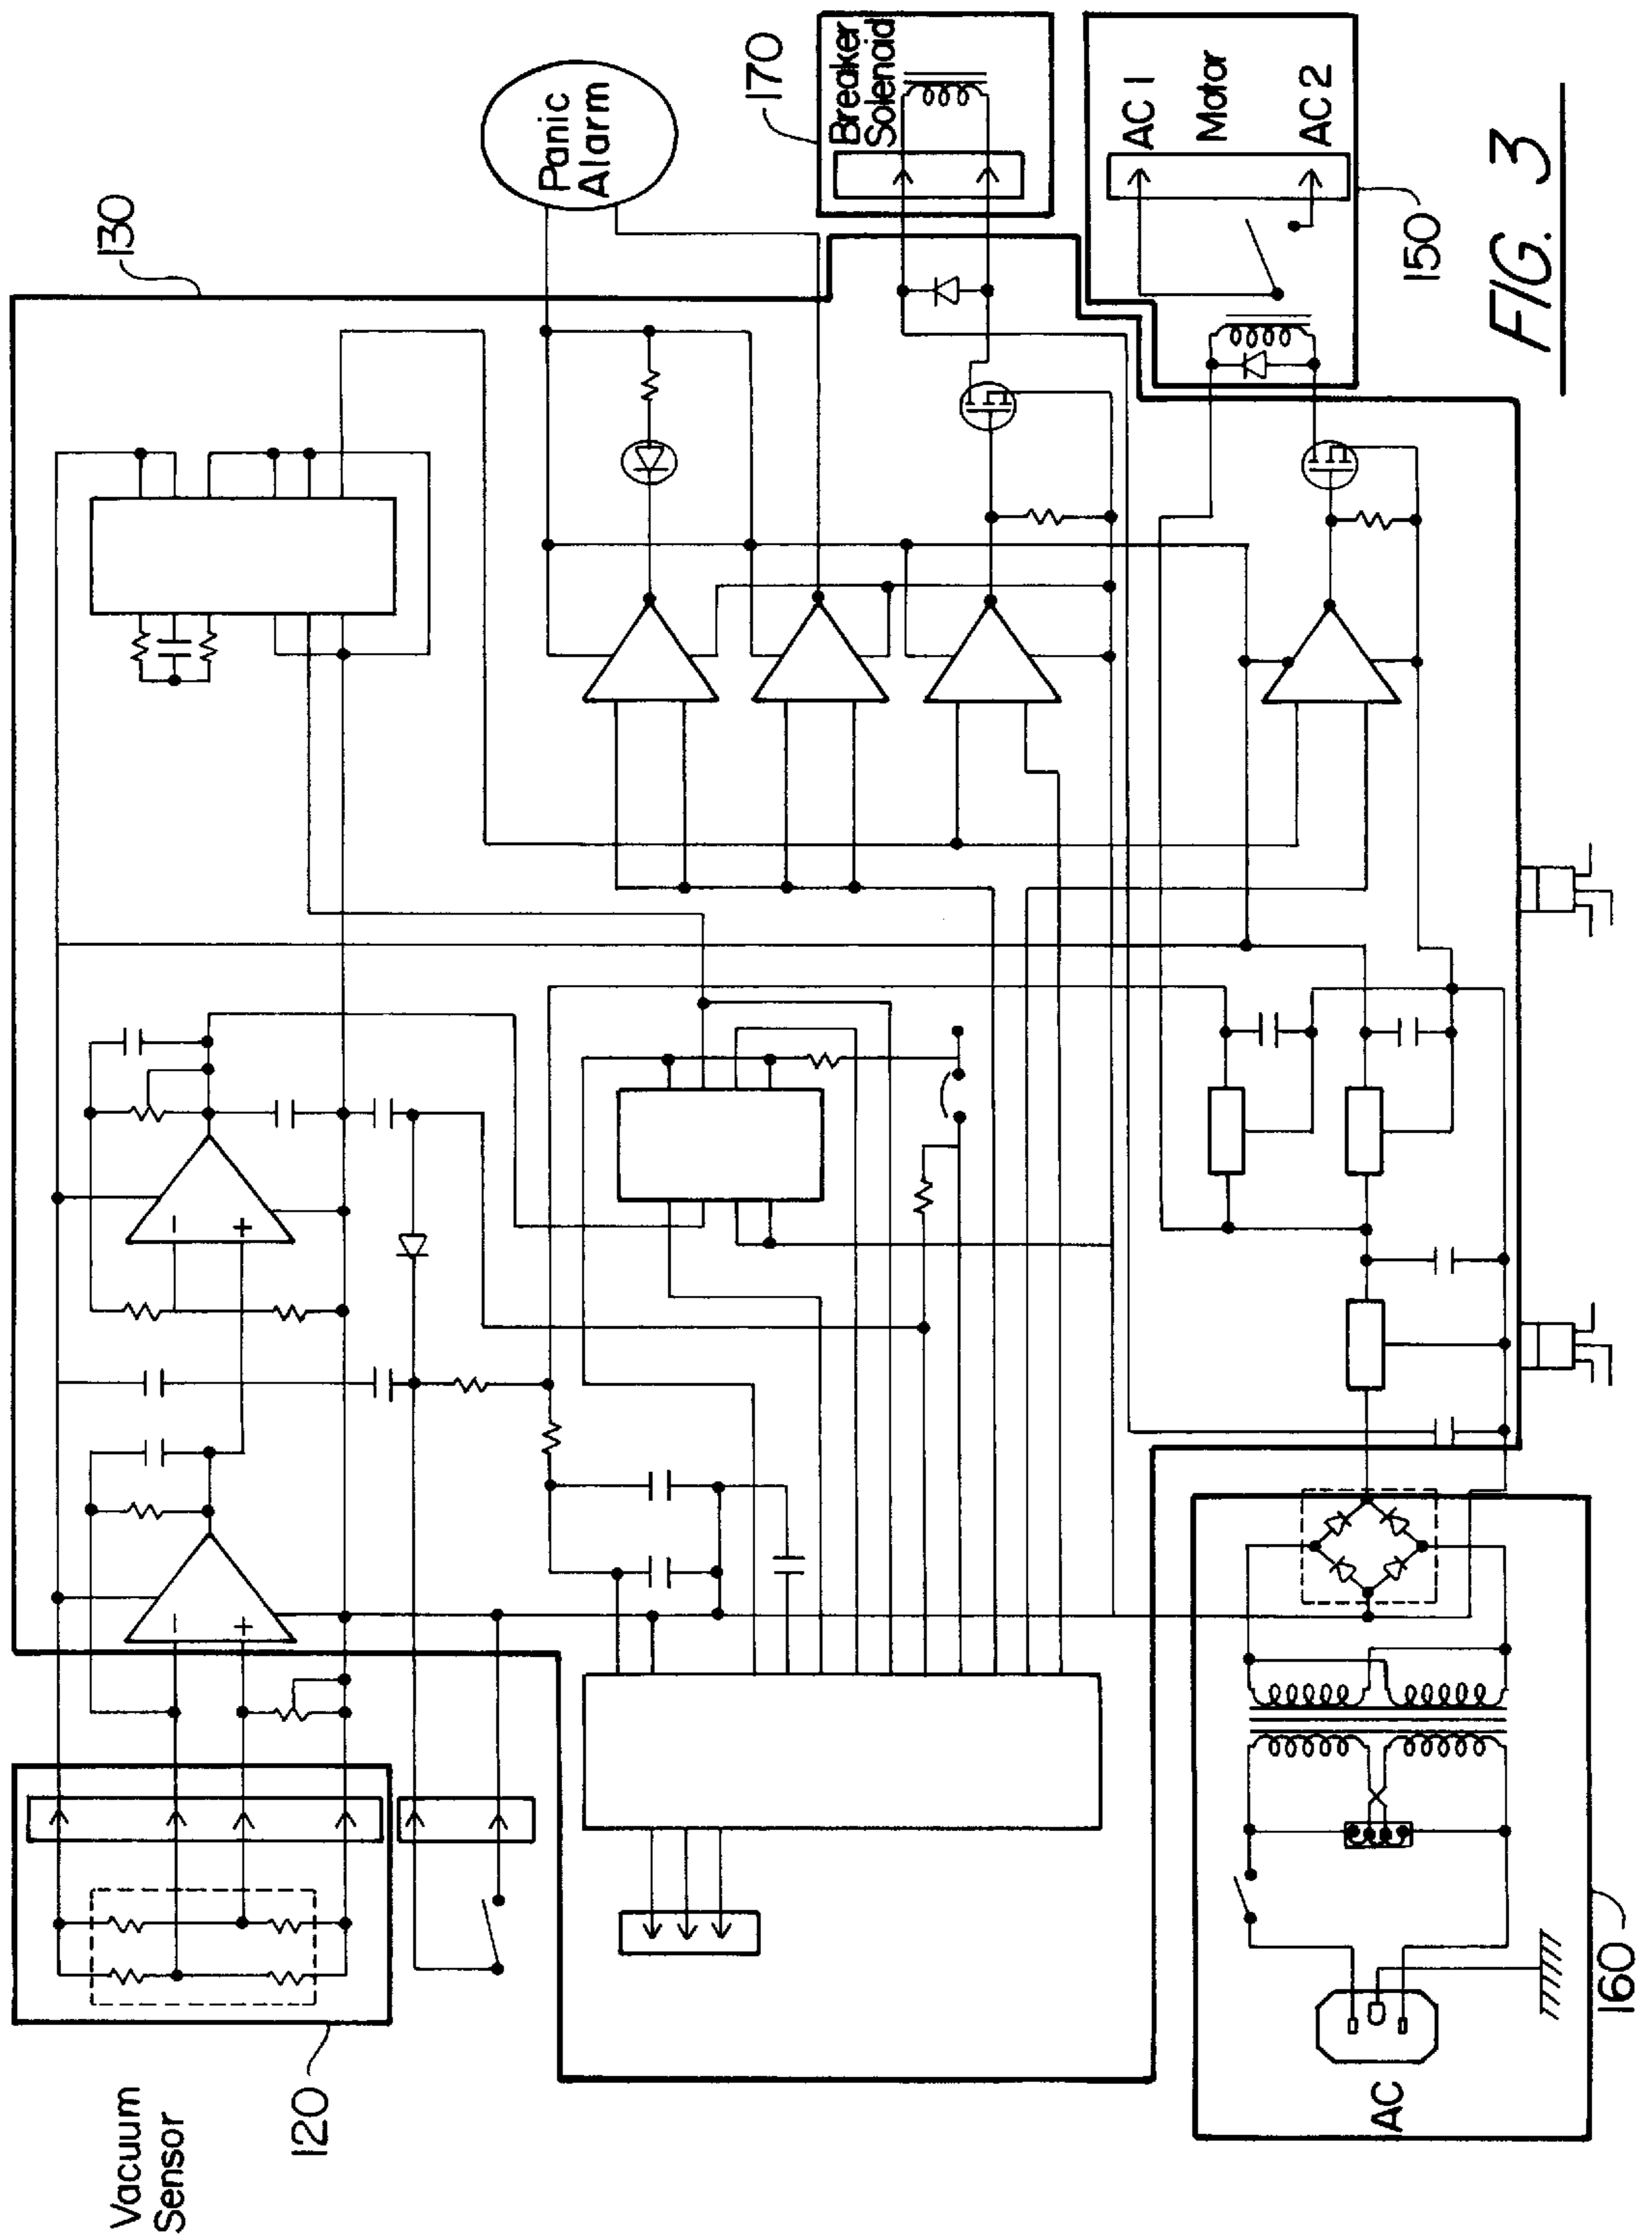 130
Panic
Alarm
170
Breaker
Solenoid
AC 1
Motor
AC 2
150
FIG. 3
−
+
−
+
Vacuum
Sensor
120
AC
160